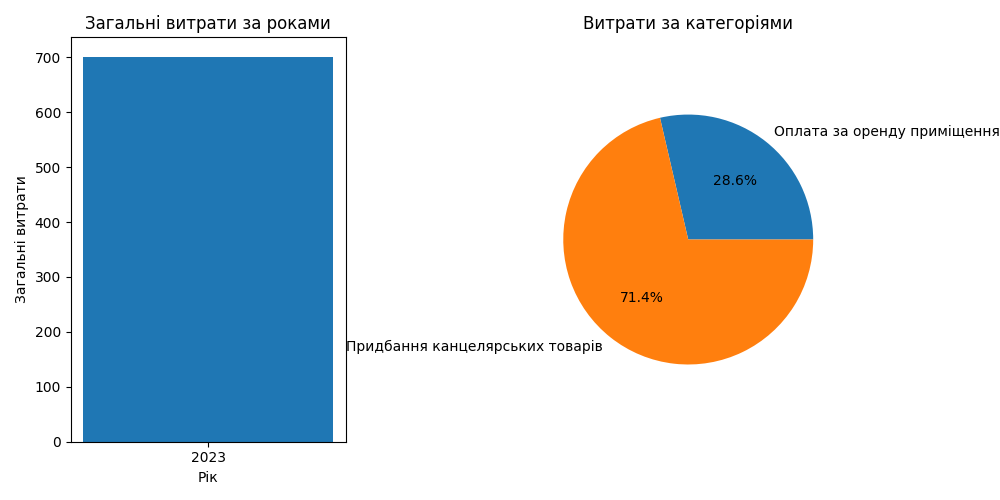 Загальні витрати за роками
700
600
500
400
300
200
100
0
Загальні витрати
2023
Рік
Витрати за категоріями
Оплата за оренду приміщення
28.6%
71.4%
Придбання канцелярських товарів